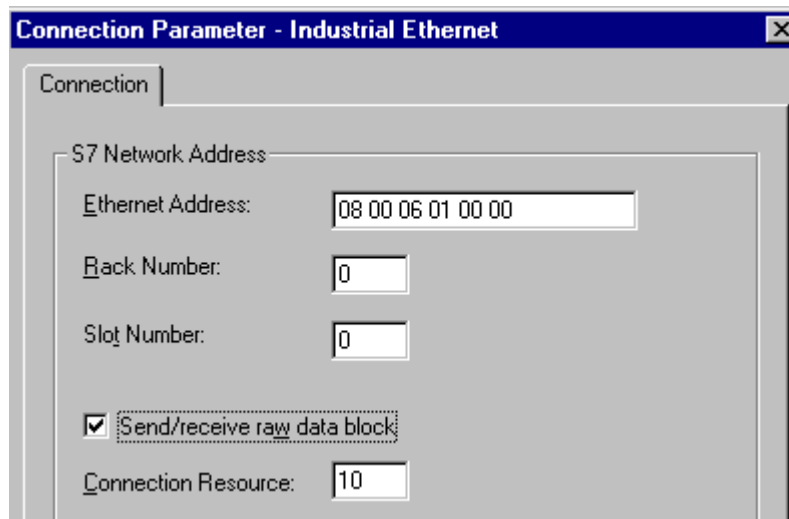 Connection Parameter - Industrial Ethernet
Connection
S7 Network Address
Ethernet Address: 08 00 06 01 00 00
Rack Number: 0
Slot Number: 0
Send/receive raw data block
Connection Resource: 10